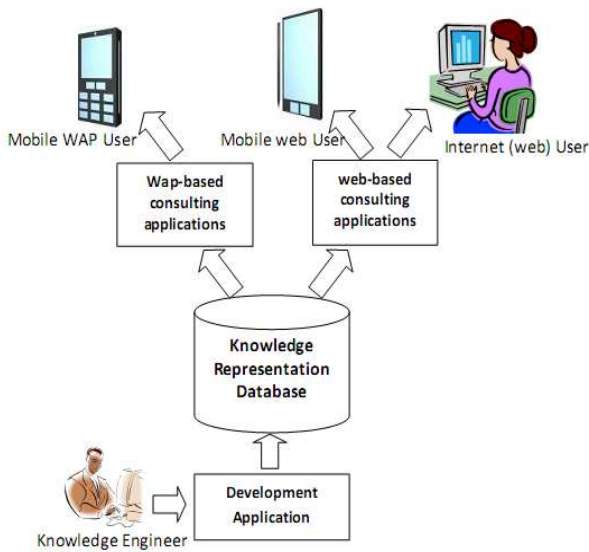 Mobile WAP User
Mobile web User
Internet (web) User
Wap-based
consulting
applications
web-based
consulting
applications
Knowledge
Representation
Database
Development
Application
Knowledge Engineer